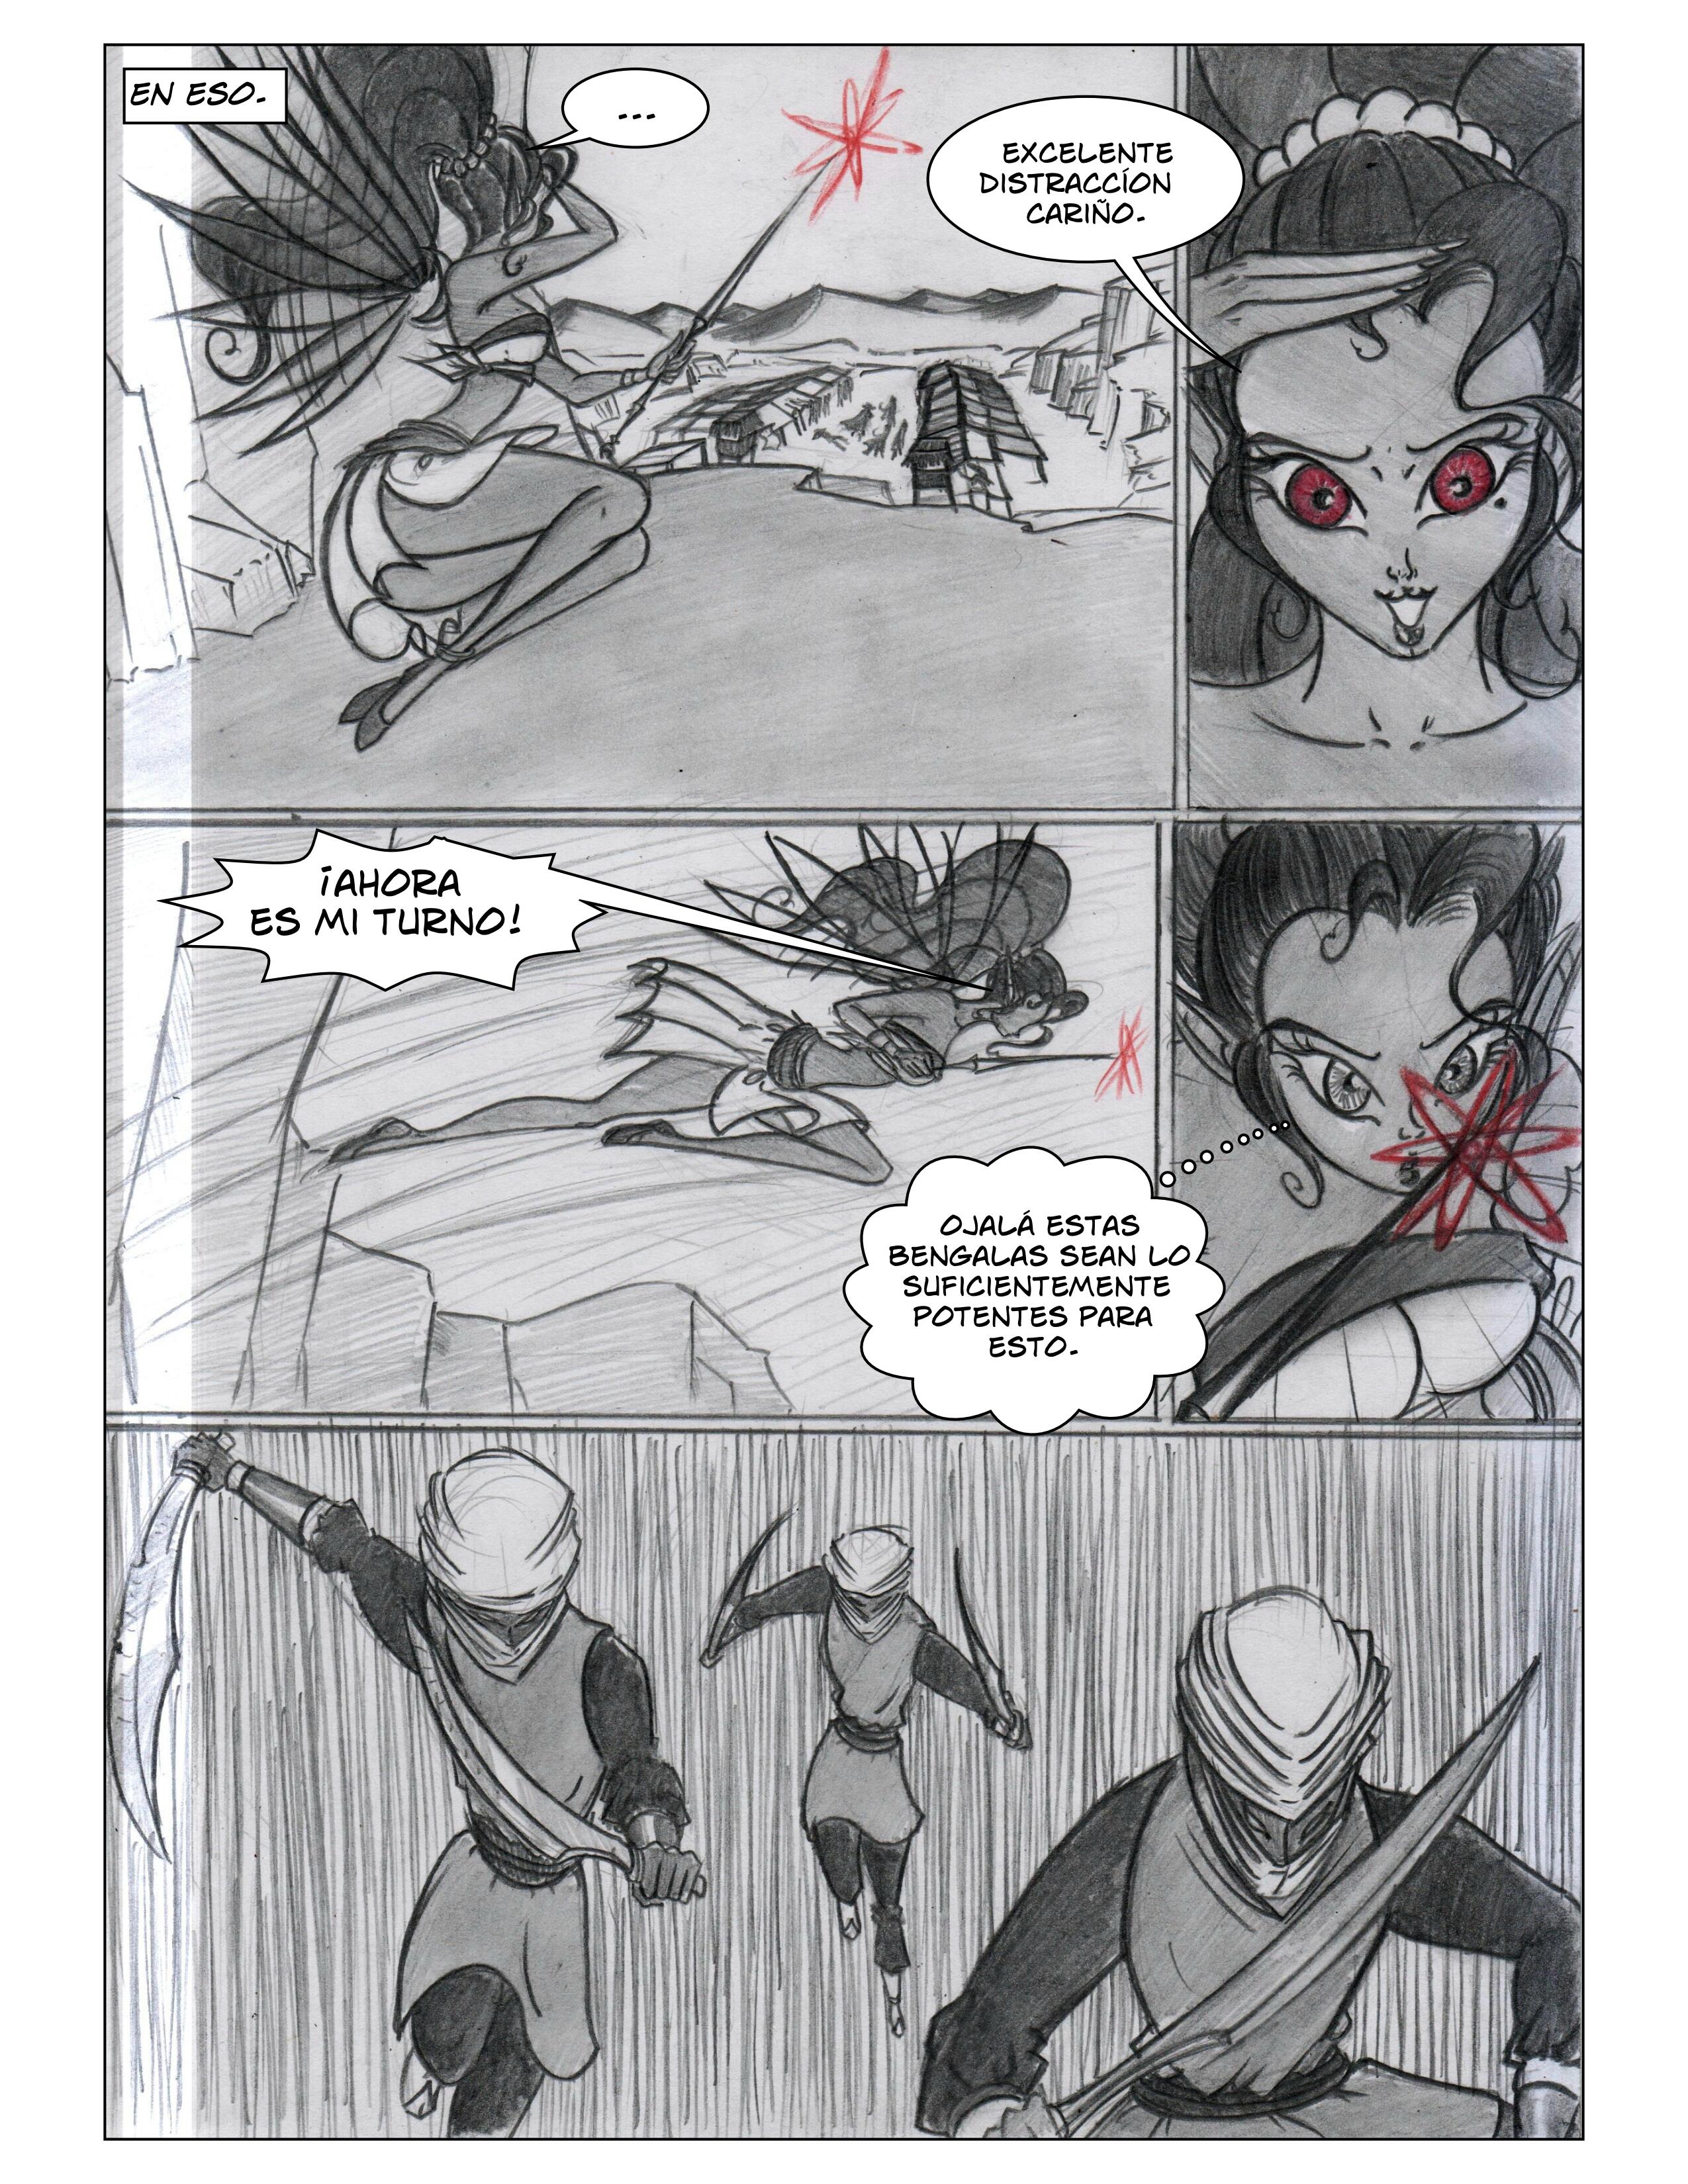 EN ESO.
...
EXCELENTE
DISTRACCÍON
CARIÑO.
¡AHORA
ES MI TURNO!
OJALÁ ESTAS
BENGALAS SEAN LO
SUFICIENTEMENTE
POTENTES PARA
ESTO.